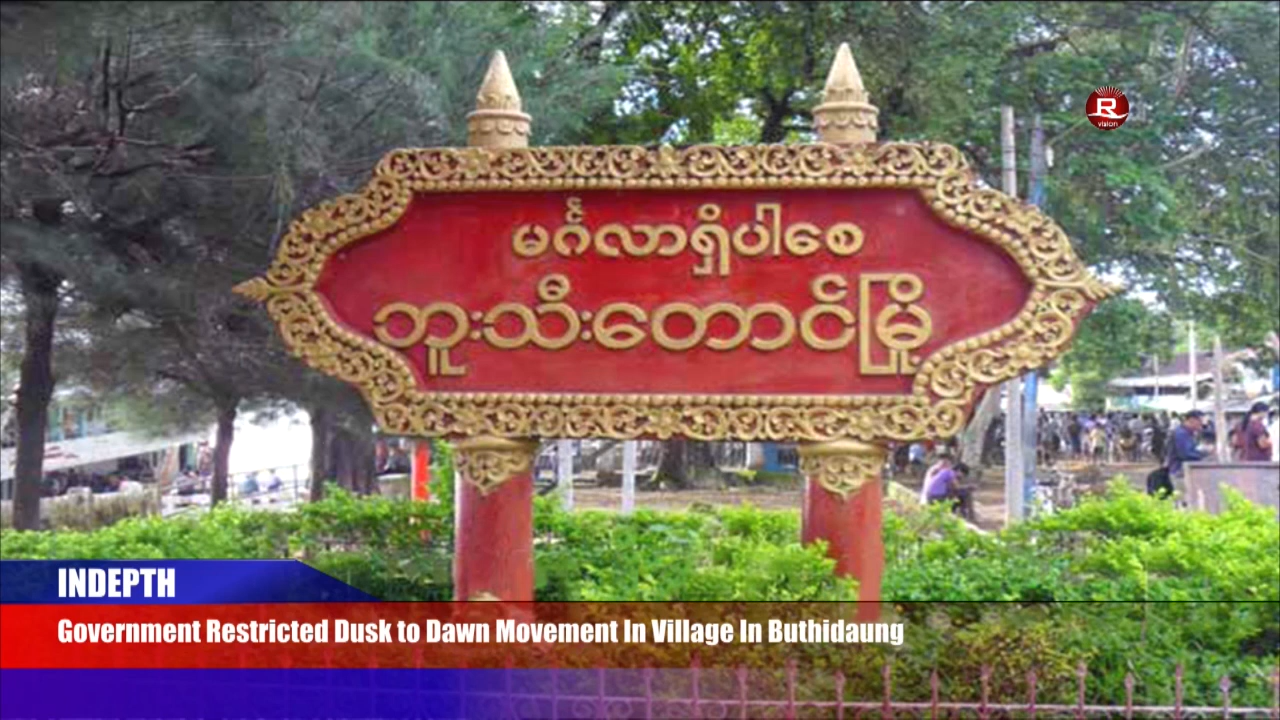 R
vision
မင်္ဂလာရှိပါစေ
ဘူးသီးတောင်မြို့
INDEPTH
Government Restricted Dusk to Dawn Movement In Village In Buthidaung